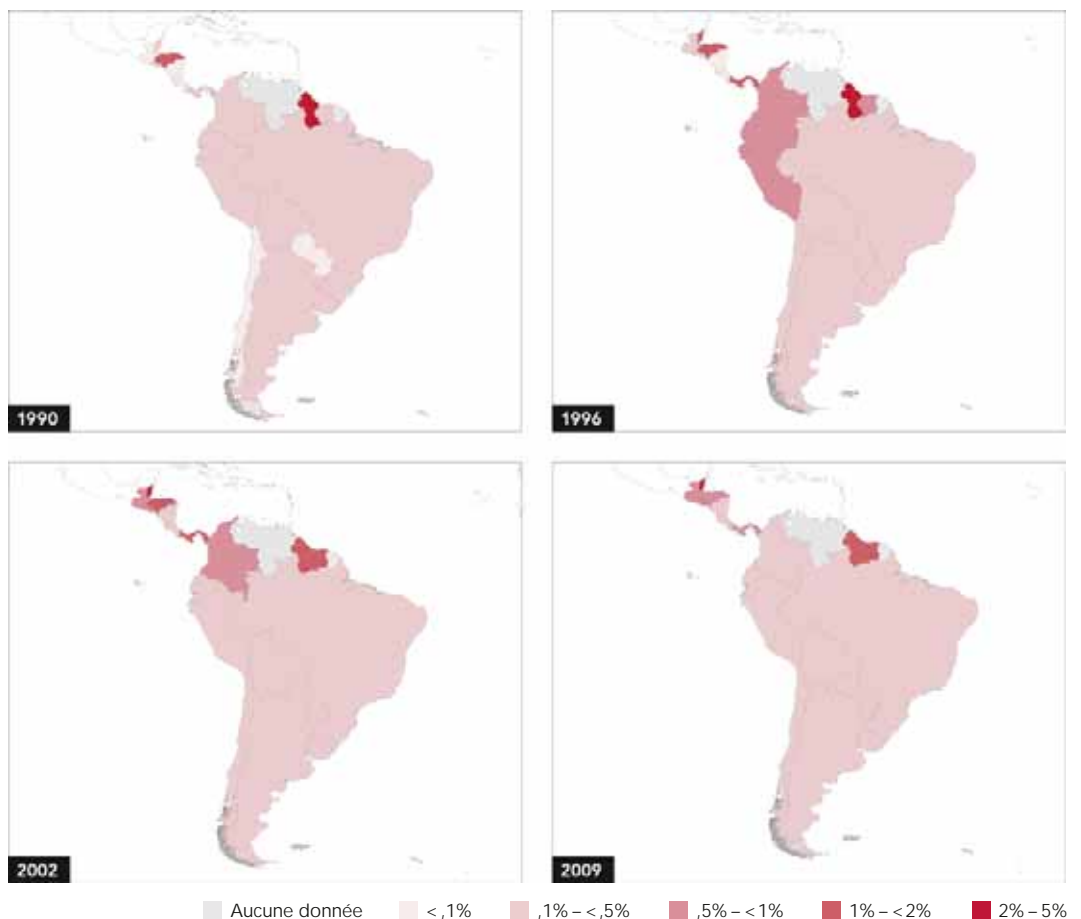 1990
1996
2002
2009
Aucune donnée < ,1% ,1% – < ,5% ,5% – <1% 1% – <2% 2% – 5%